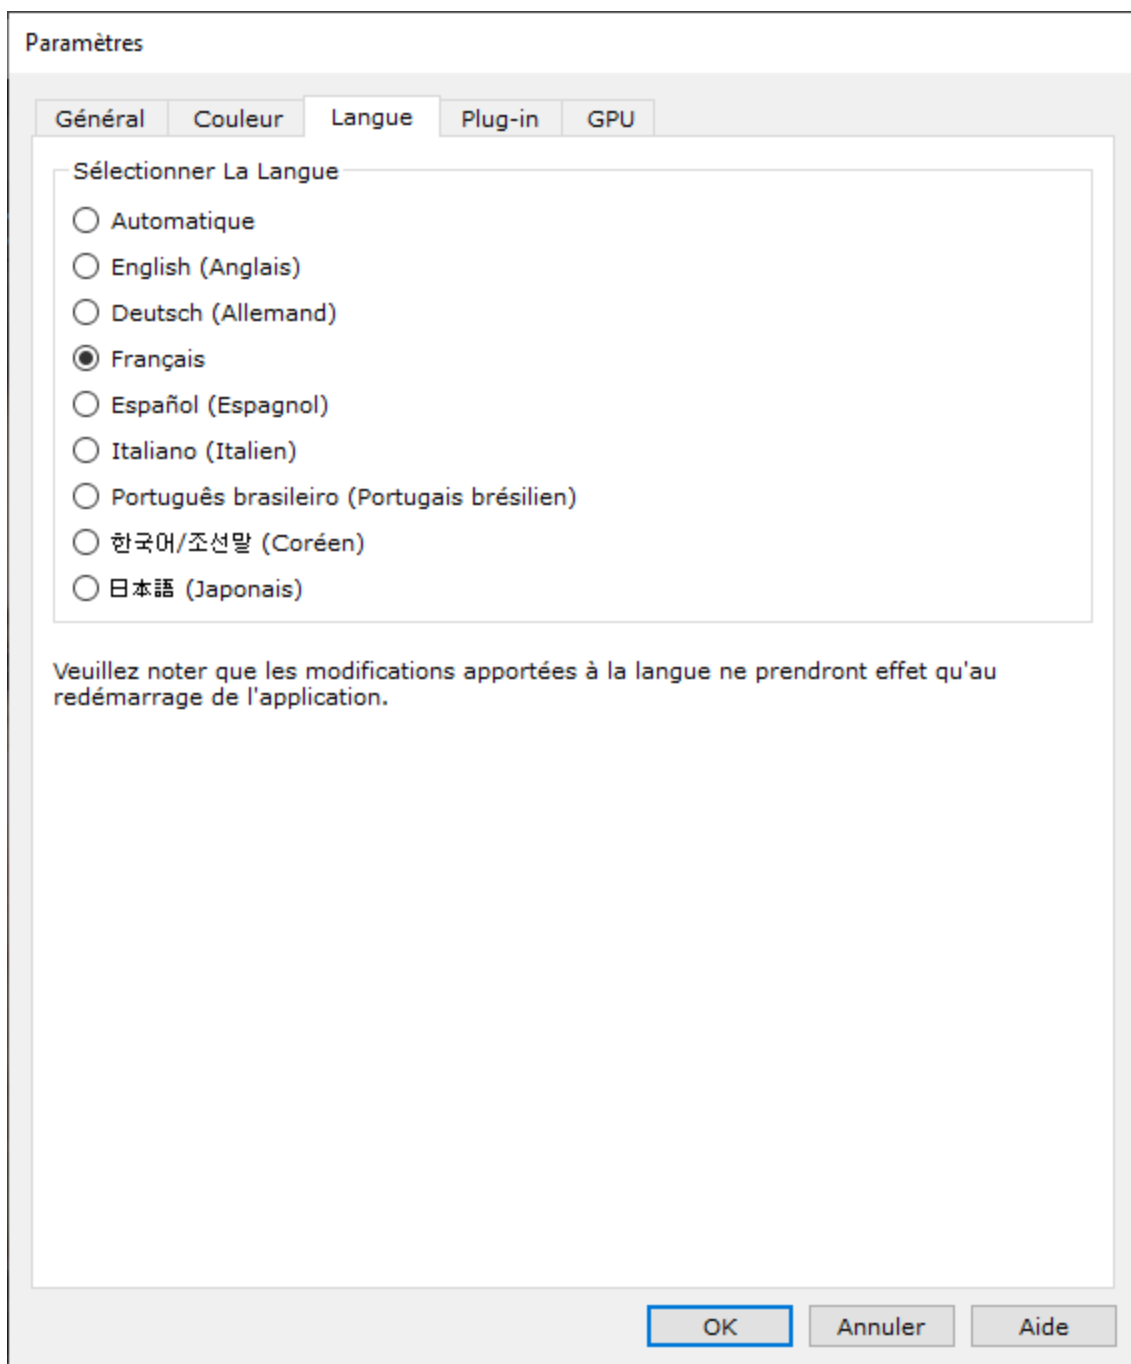 Paramètres
Général Couleur Langue Plug-in GPU
Sélectionner La Langue
Automatique
English (Anglais)
Deutsch (Allemand)
Français
Español (Espagnol)
Italiano (Italien)
Português brasileiro (Portugais brésilien)
한국어/조선말 (Coréen)
日本語 (Japonais)
Veuillez noter que les modifications apportées à la langue ne prendront effet qu'au
redémarrage de l'application.
OK Annuler Aide